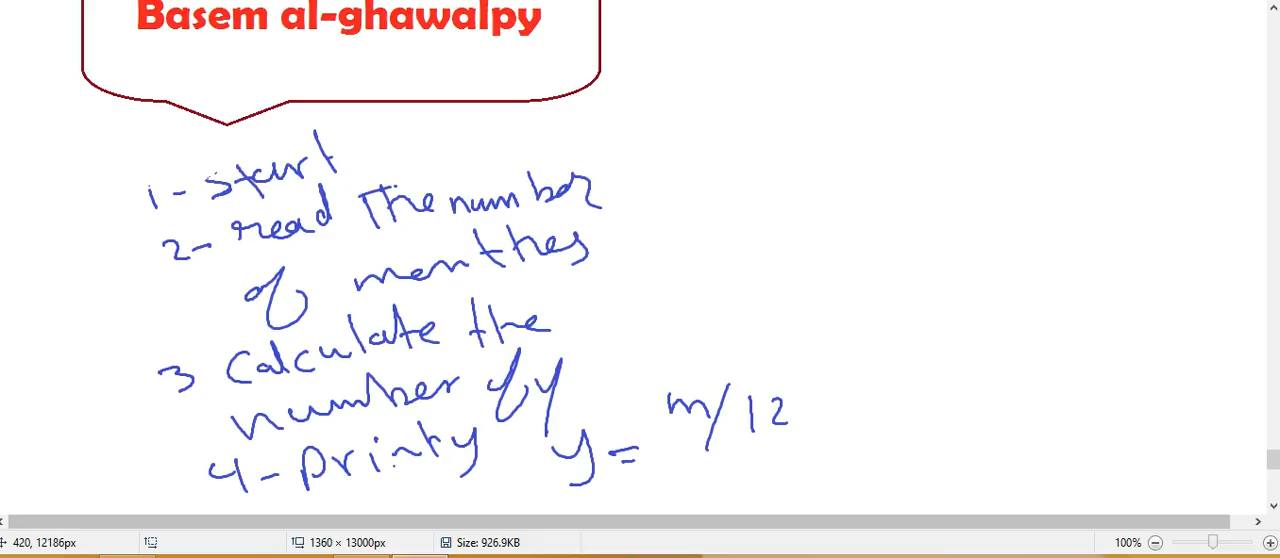 Basem al-ghawalpy
1- start
2- read the number
of monthes
3 Calculate the
number of y
y = m/12
4- print y
420, 12186px
1360 × 13000px
Size: 926.9KB
100%